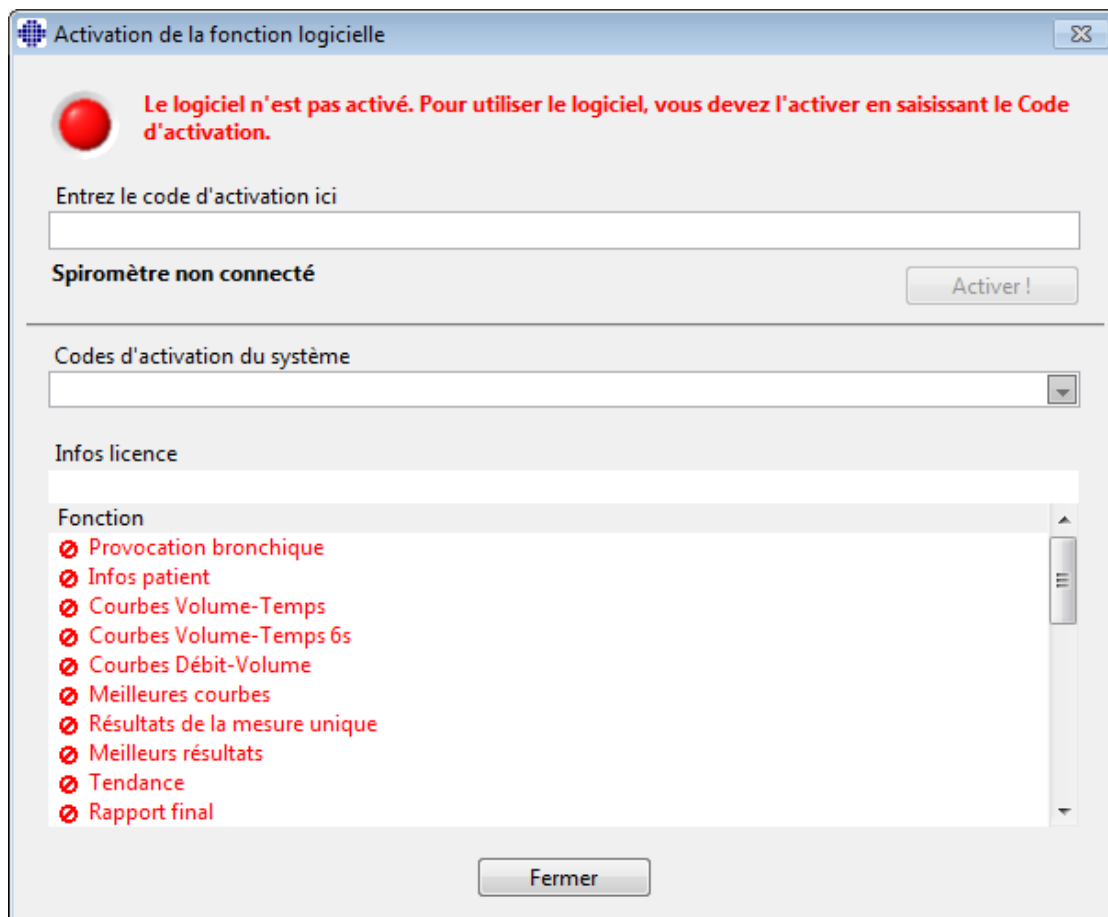 Activation de la fonction logicielle
Le logiciel n'est pas activé. Pour utiliser le logiciel, vous devez l'activer en saisissant le Code
d'activation.
Entrez le code d'activation ici
Spiromètre non connecté
Activer !
Codes d'activation du système
Infos licence
Fonction
Provocation bronchique
Infos patient
Courbes Volume-Temps
Courbes Volume-Temps 6s
Courbes Débit-Volume
Meilleures courbes
Résultats de la mesure unique
Meilleurs résultats
Tendance
Rapport final
Fermer